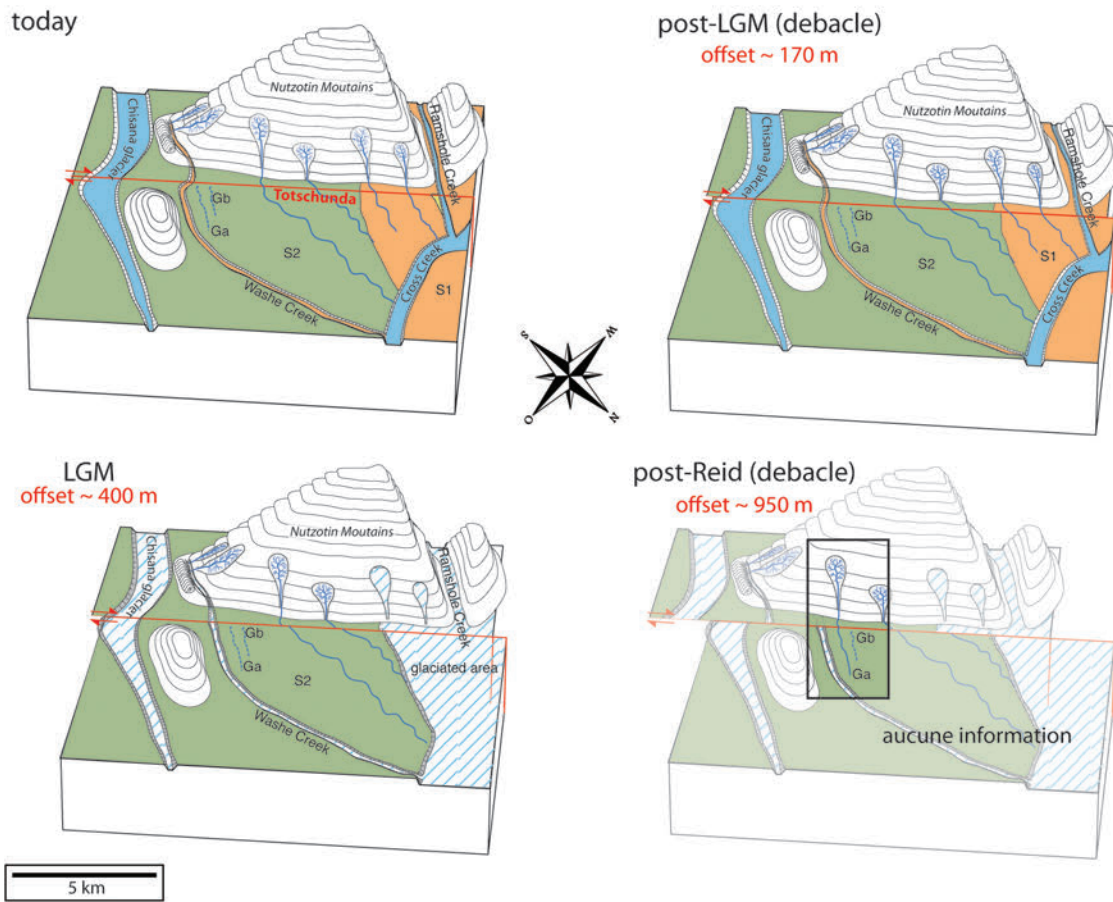 today
Nutzotin Moutains
Chisana glaciet
Ramshole Creek
Totschunda
Gb
Ga
S2
Cross Creek
S1
Washe Creek
post-LGM (debacle)
offset ~ 170 m
Nutzotin Moutains
Chisana glaciet
Ramshole Creek
Gb
Ga
S2
S1
Cross Creek
Washe Creek
S
W
O
N
LGM
offset ~ 400 m
Nutzotin Moutains
Chisana glaciet
Ramshole Creek
Gb
Ga
glaciated area
S2
Washe Creek
post-Reid (debacle)
offset ~ 950 m
Gb
Ga
aucune information
5 km